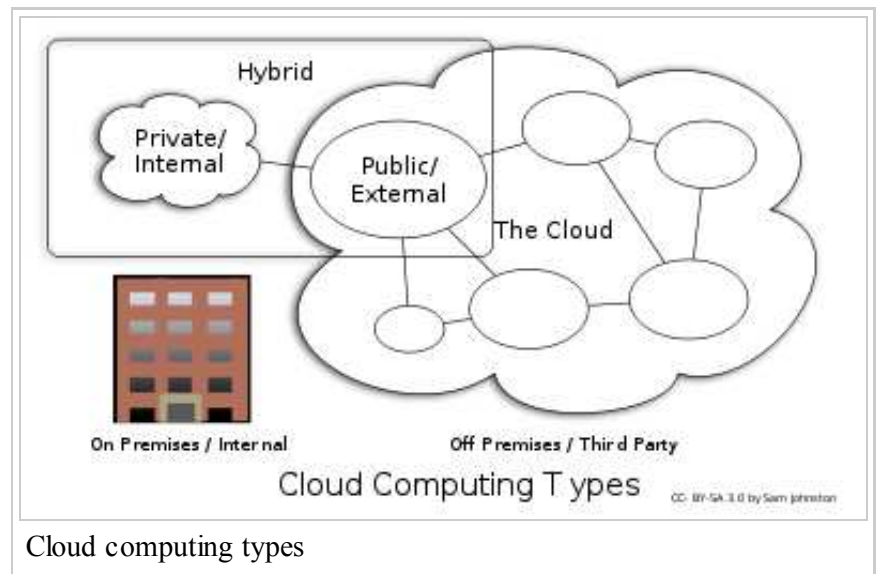 Hybrid
Private/
Internal
Public/
External
The Cloud
On Premises / Internal
Off Premises / Third Party
Cloud Computing Types
CC- BY-SA 3.0 by Sam Johnston
Cloud computing types